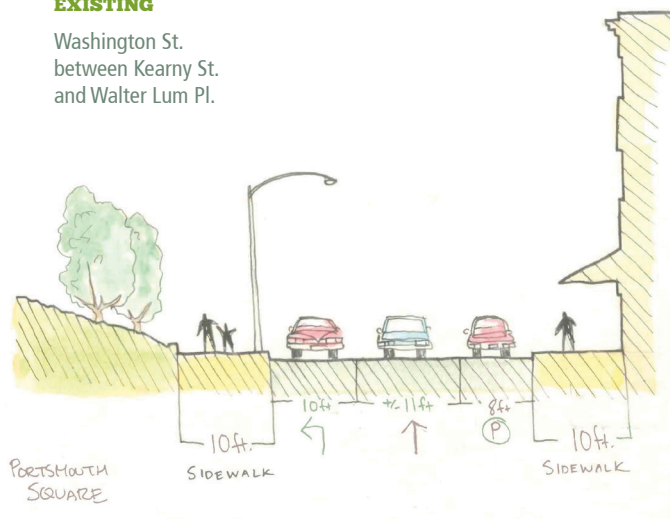 EXISTING
Washington St.
between Kearny St.
and Walter Lum Pl.
10ft.
+/- 11ft
8ft
P
10ft.
10ft.
SIDEWALK
SIDEWALK
PORTSMOUTH
SQUARE